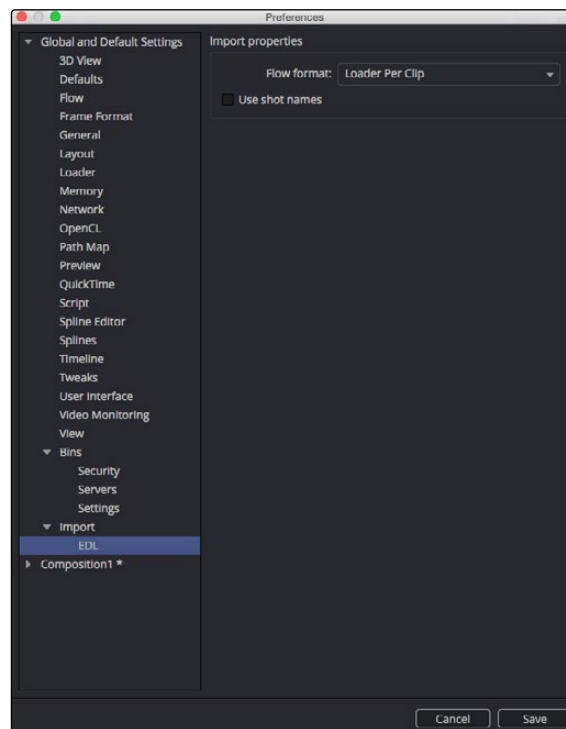 Preferences
Global and Default Settings
3D View
Defaults
Flow
Frame Format
General
Layout
Loader
Memory
Network
OpenCL
Path Map
Preview
QuickTime
Script
Spline Editor
Splines
Timeline
Tweaks
User Interface
Video Monitoring
View
Bins
Security
Servers
Settings
Import
EDL
Composition1 *
Import properties
Flow format: Loader Per Clip
Use shot names
Cancel Save